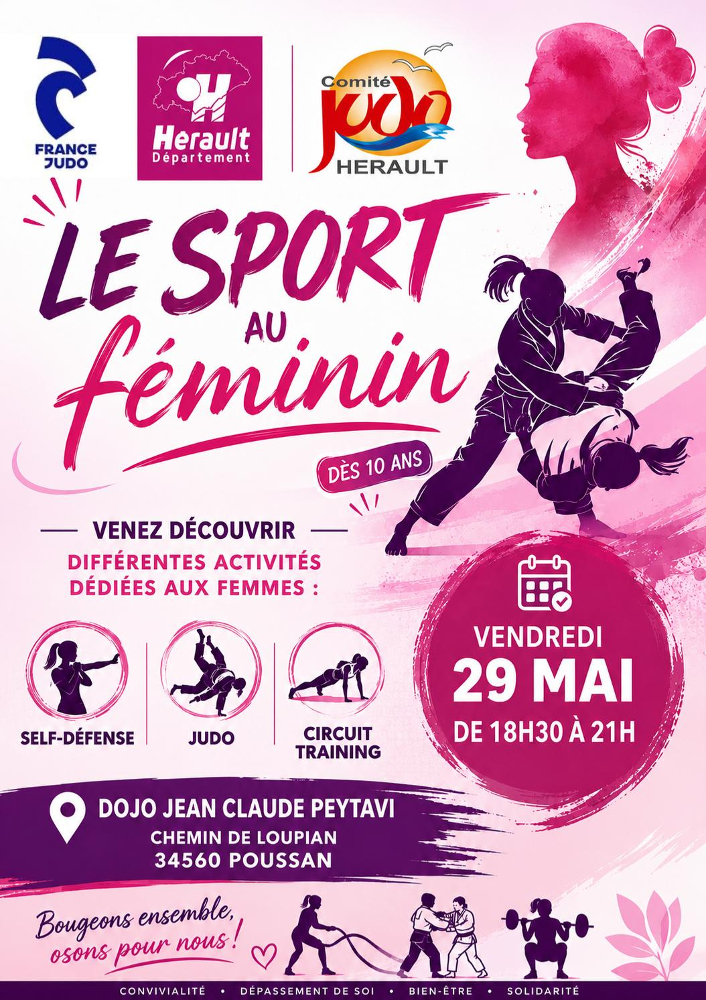 FRANCE
JUDO
Hérault
Département
Comité
judo
HERAULT
LE SPORT
AU
féminin
DÈS 10 ANS
VENEZ DÉCOUVRIR
DIFFÉRENTES ACTIVITÉS
DÉDIÉES AUX FEMMES :
SELF-DÉFENSE
JUDO
CIRCUIT
TRAINING
VENDREDI
29 MAI
DE 18H30 À 21H
DOJO JEAN CLAUDE PEYTAVI
CHEMIN DE LOUPIAN
34560 POUSSAN
Bougeons ensemble,
osons pour nous !
CONVIVIALITÉ • DÉPASSEMENT DE SOI • BIEN-ÊTRE • SOLIDARITÉ